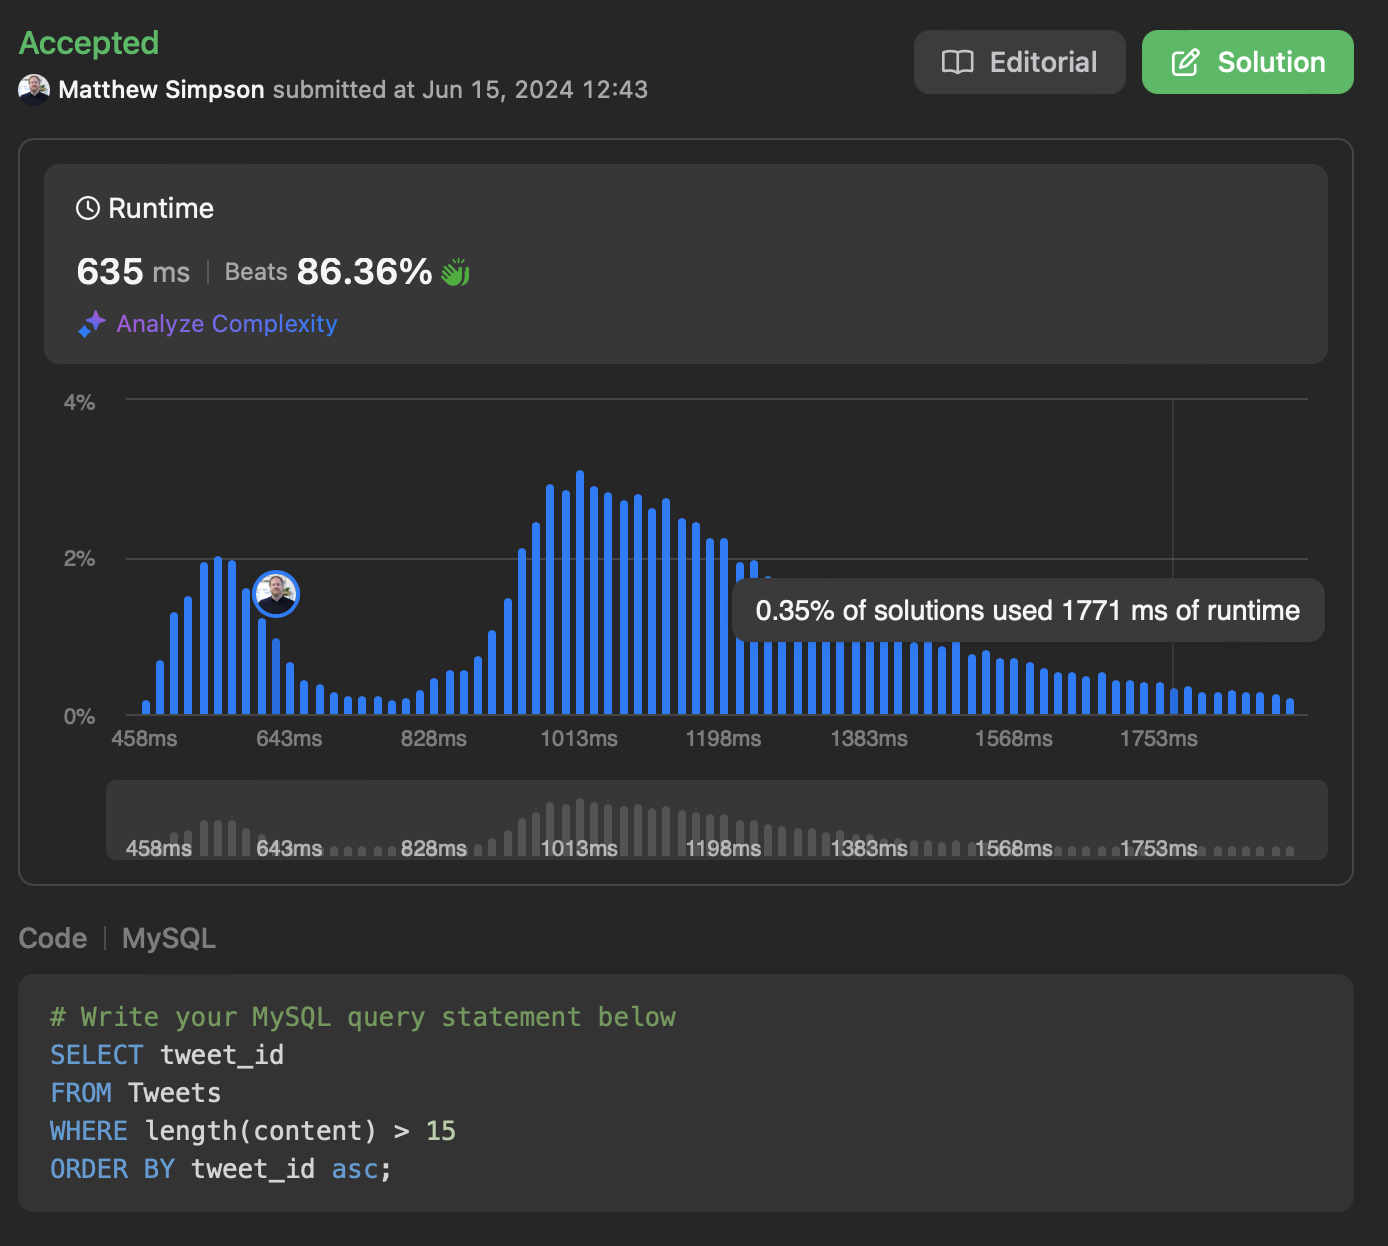 Accepted
Matthew Simpson submitted at Jun 15, 2024 12:43
Editorial
Solution
Runtime
635 ms | Beats 86.36%
Analyze Complexity
4%
2%
0.35% of solutions used 1771 ms of runtime
0%
458ms 643ms 828ms 1013ms 1198ms 1383ms 1568ms 1753ms
458ms 643ms 828ms 1013ms 1198ms 1383ms 1568ms 1753ms
Code | MySQL
# Write your MySQL query statement below
SELECT tweet_id
FROM Tweets
WHERE length(content) > 15
ORDER BY tweet_id asc;